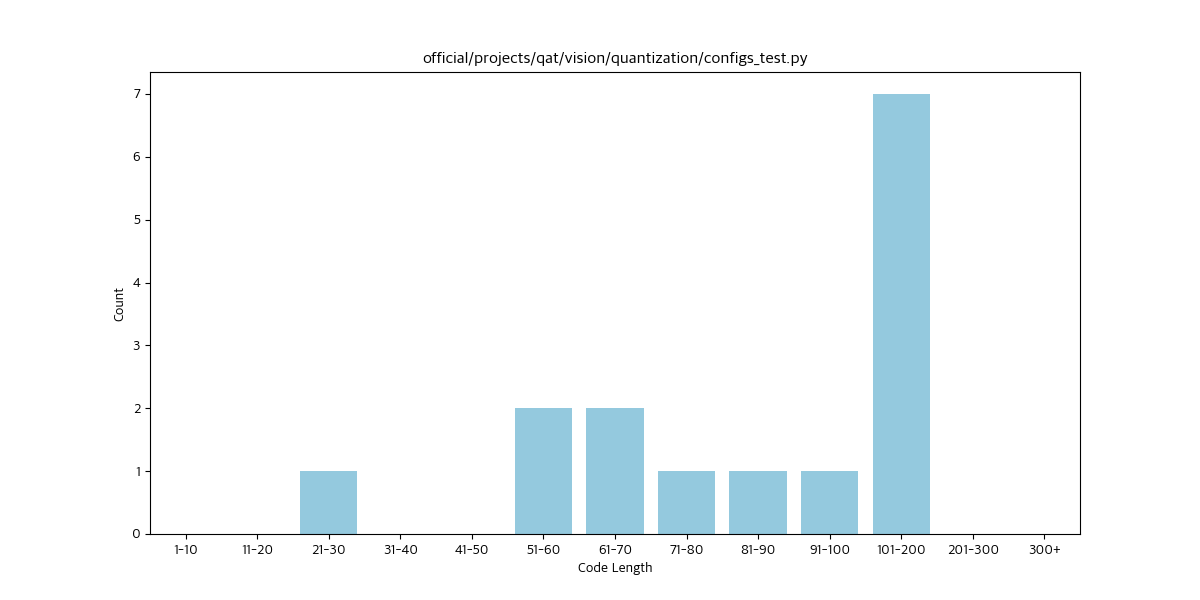 official/projects/qat/vision/quantization/configs_test.py
7
6
5
4
3
2
1
0
Count
1-10 11-20 21-30 31-40 41-50 51-60 61-70 71-80 81-90 91-100 101-200 201-300 300+
Code Length